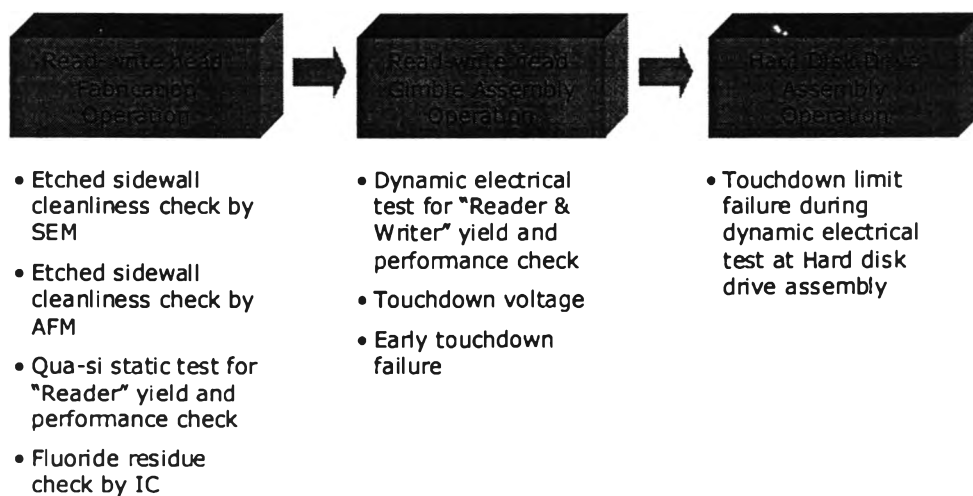 Read-write Head
Fabrication
Operation
Read-write Head
Gimble Assembly
Operation
Hard Disk Drive
Assembly
Operation
• Etched sidewall
cleanliness check by
SEM
• Etched sidewall
cleanliness check by
AFM
• Qua-si static test for
"Reader" yield and
performance check
• Fluoride residue
check by IC
• Dynamic electrical
test for "Reader &
Writer" yield and
performance check
• Touchdown voltage
• Early touchdown
failure
• Touchdown limit
failure during
dynamic electrical
test at Hard disk
drive assembly